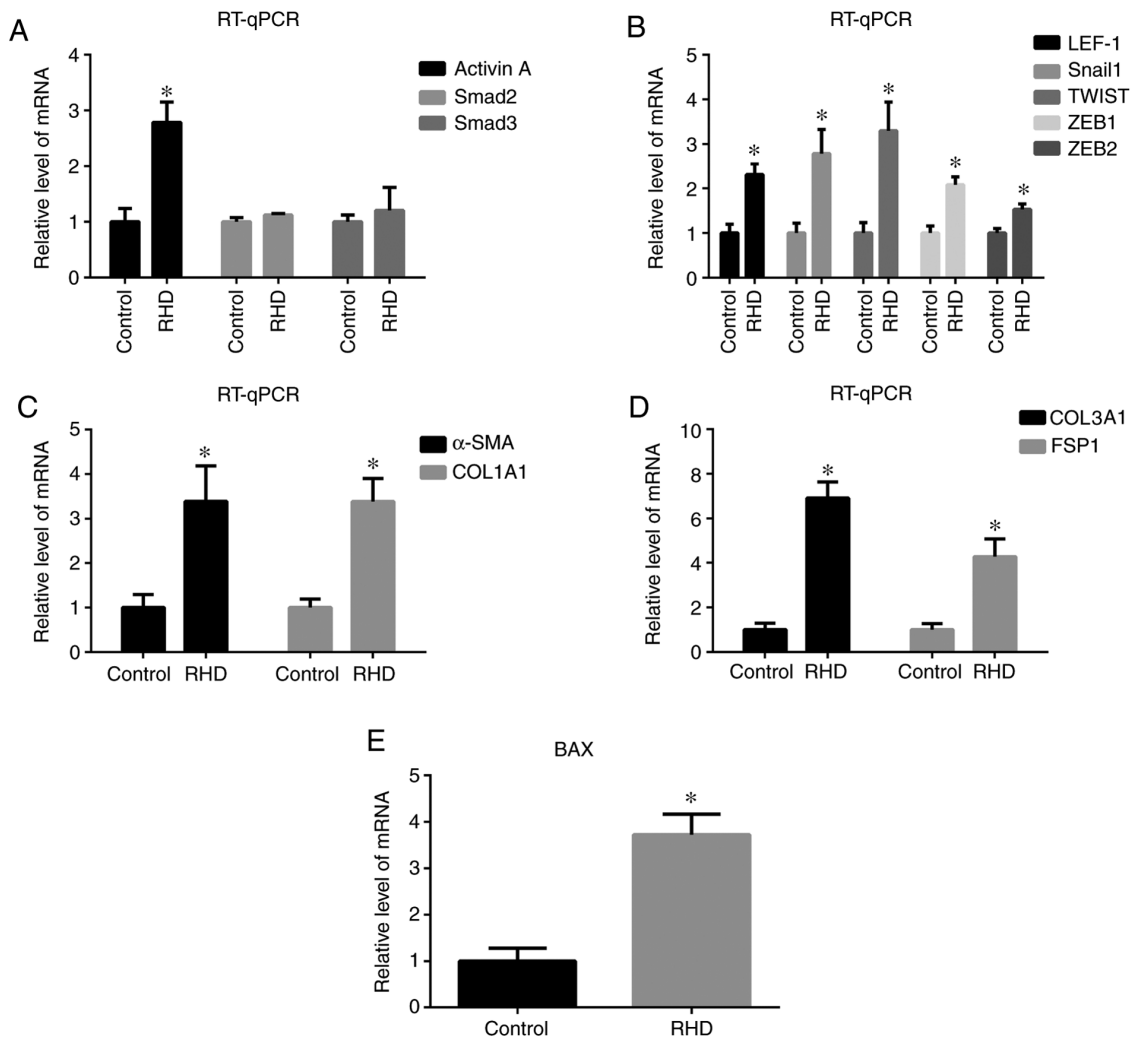 A
RT-qPCR
Relative level of mRNA
4
3
2
1
0
*
Control
RHD
Control
RHD
Control
RHD
Activin A
Smad2
Smad3
B
RT-qPCR
Relative level of mRNA
5
4
3
2
1
0
*
*
*
*
*
Control
RHD
Control
RHD
Control
RHD
Control
RHD
Control
RHD
LEF-1
Snail1
TWIST
ZEB1
ZEB2
C
RT-qPCR
Relative level of mRNA
5
4
3
2
1
0
*
*
Control RHD Control RHD
α-SMA
COL1A1
D
RT-qPCR
Relative level of mRNA
10
8
6
4
2
0
*
*
Control RHD Control RHD
COL3A1
FSP1
E
BAX
Relative level of mRNA
5
4
3
2
1
0
*
Control RHD